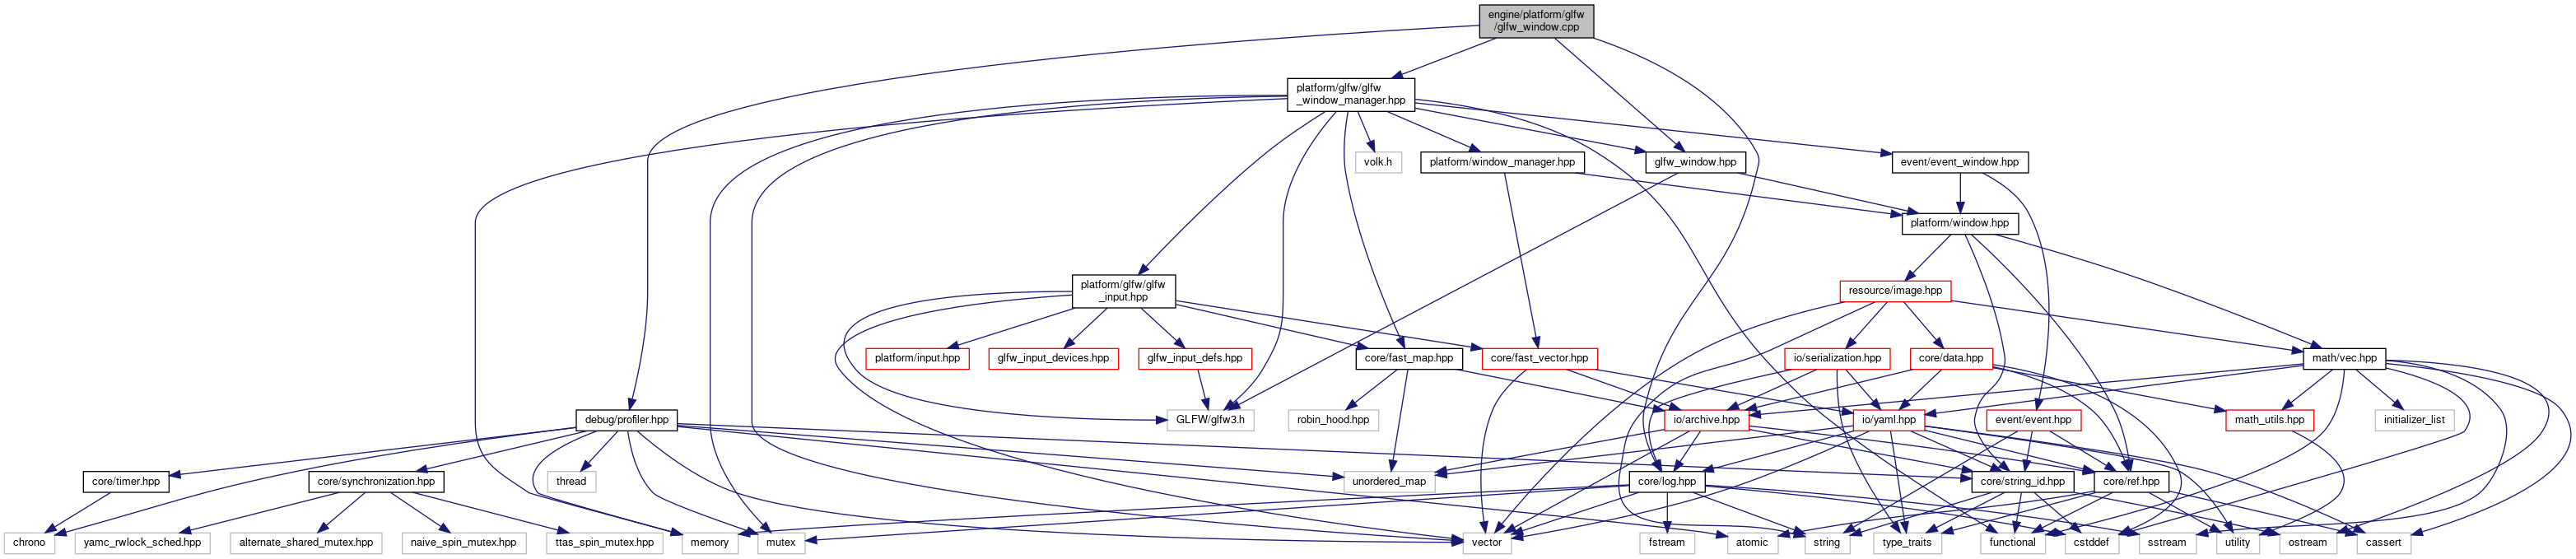 engine/platform/glfw
/glfw_window.cpp
platform/glfw/glfw
_window_manager.hpp
volk.h
platform/window_manager.hpp
glfw_window.hpp
event/event_window.hpp
platform/window.hpp
platform/glfw/glfw
_input.hpp
resource/image.hpp
platform/input.hpp
glfw_input_devices.hpp
glfw_input_defs.hpp
core/fast_map.hpp
core/fast_vector.hpp
io/serialization.hpp
core/data.hpp
math/vec.hpp
debug/profiler.hpp
GLFW/glfw3.h
robin_hood.hpp
io/archive.hpp
io/yaml.hpp
event/event.hpp
math_utils.hpp
initializer_list
core/timer.hpp
core/synchronization.hpp
thread
unordered_map
core/log.hpp
core/string_id.hpp
core/ref.hpp
chrono
yamc_rwlock_sched.hpp
alternate_shared_mutex.hpp
naive_spin_mutex.hpp
ttas_spin_mutex.hpp
memory
mutex
vector
fstream
atomic
string
type_traits
functional
cstddef
sstream
utility
ostream
cassert